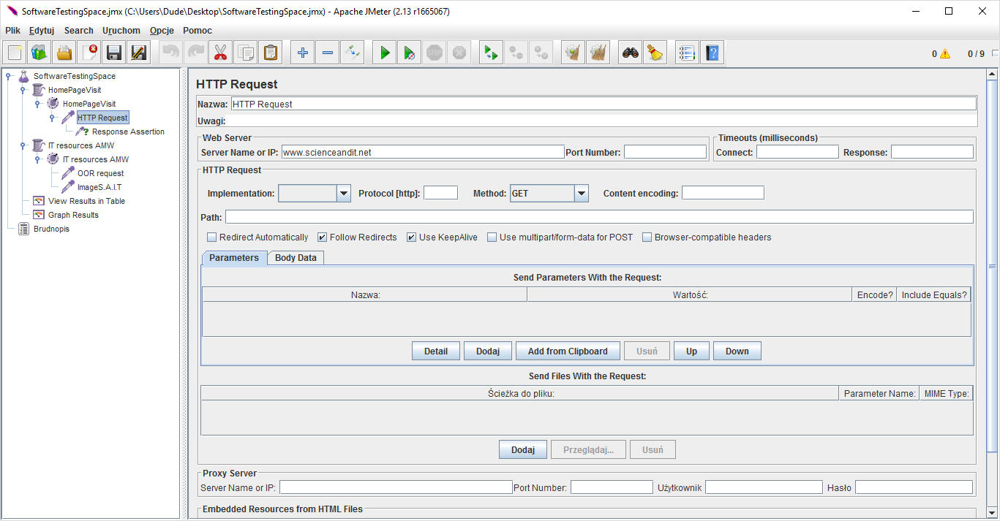 SoftwareTestingSpace.jmx (C:\Users\Dude\Desktop\SoftwareTestingSpace.jmx) - Apache JMeter (2.13 r1665067)
Plik Edytuj Search Uruchom Opcje Pomoc
STOP 0 0 / 9
SoftwareTestingSpace
HomePageVisit
HomePageVisit
HTTP Request
Response Assertion
IT resources AMW
IT resources AMW
OOR request
ImageS.A.I.T
View Results in Table
Graph Results
Brudnopis
HTTP Request
Nazwa: HTTP Request
Uwagi:
Web Server
Server Name or IP: www.scienceandit.net Port Number:
Timeouts (milliseconds)
Connect: Response:
HTTP Request
Implementation: Protocol [http]: Method: GET Content encoding:
Path:
Redirect Automatically Follow Redirects Use KeepAlive Use multipart/form-data for POST Browser-compatible headers
Parameters Body Data
Send Parameters With the Request:
Nazwa: Wartość: Encode? Include Equals?
Detail Dodaj Add from Clipboard Usuń Up Down
Send Files With the Request:
Ścieżka do pliku: Parameter Name: MIME Type:
Dodaj Przeglądaj... Usuń
Proxy Server
Server Name or IP: Port Number: Użytkownik Hasło
Embedded Resources from HTML Files